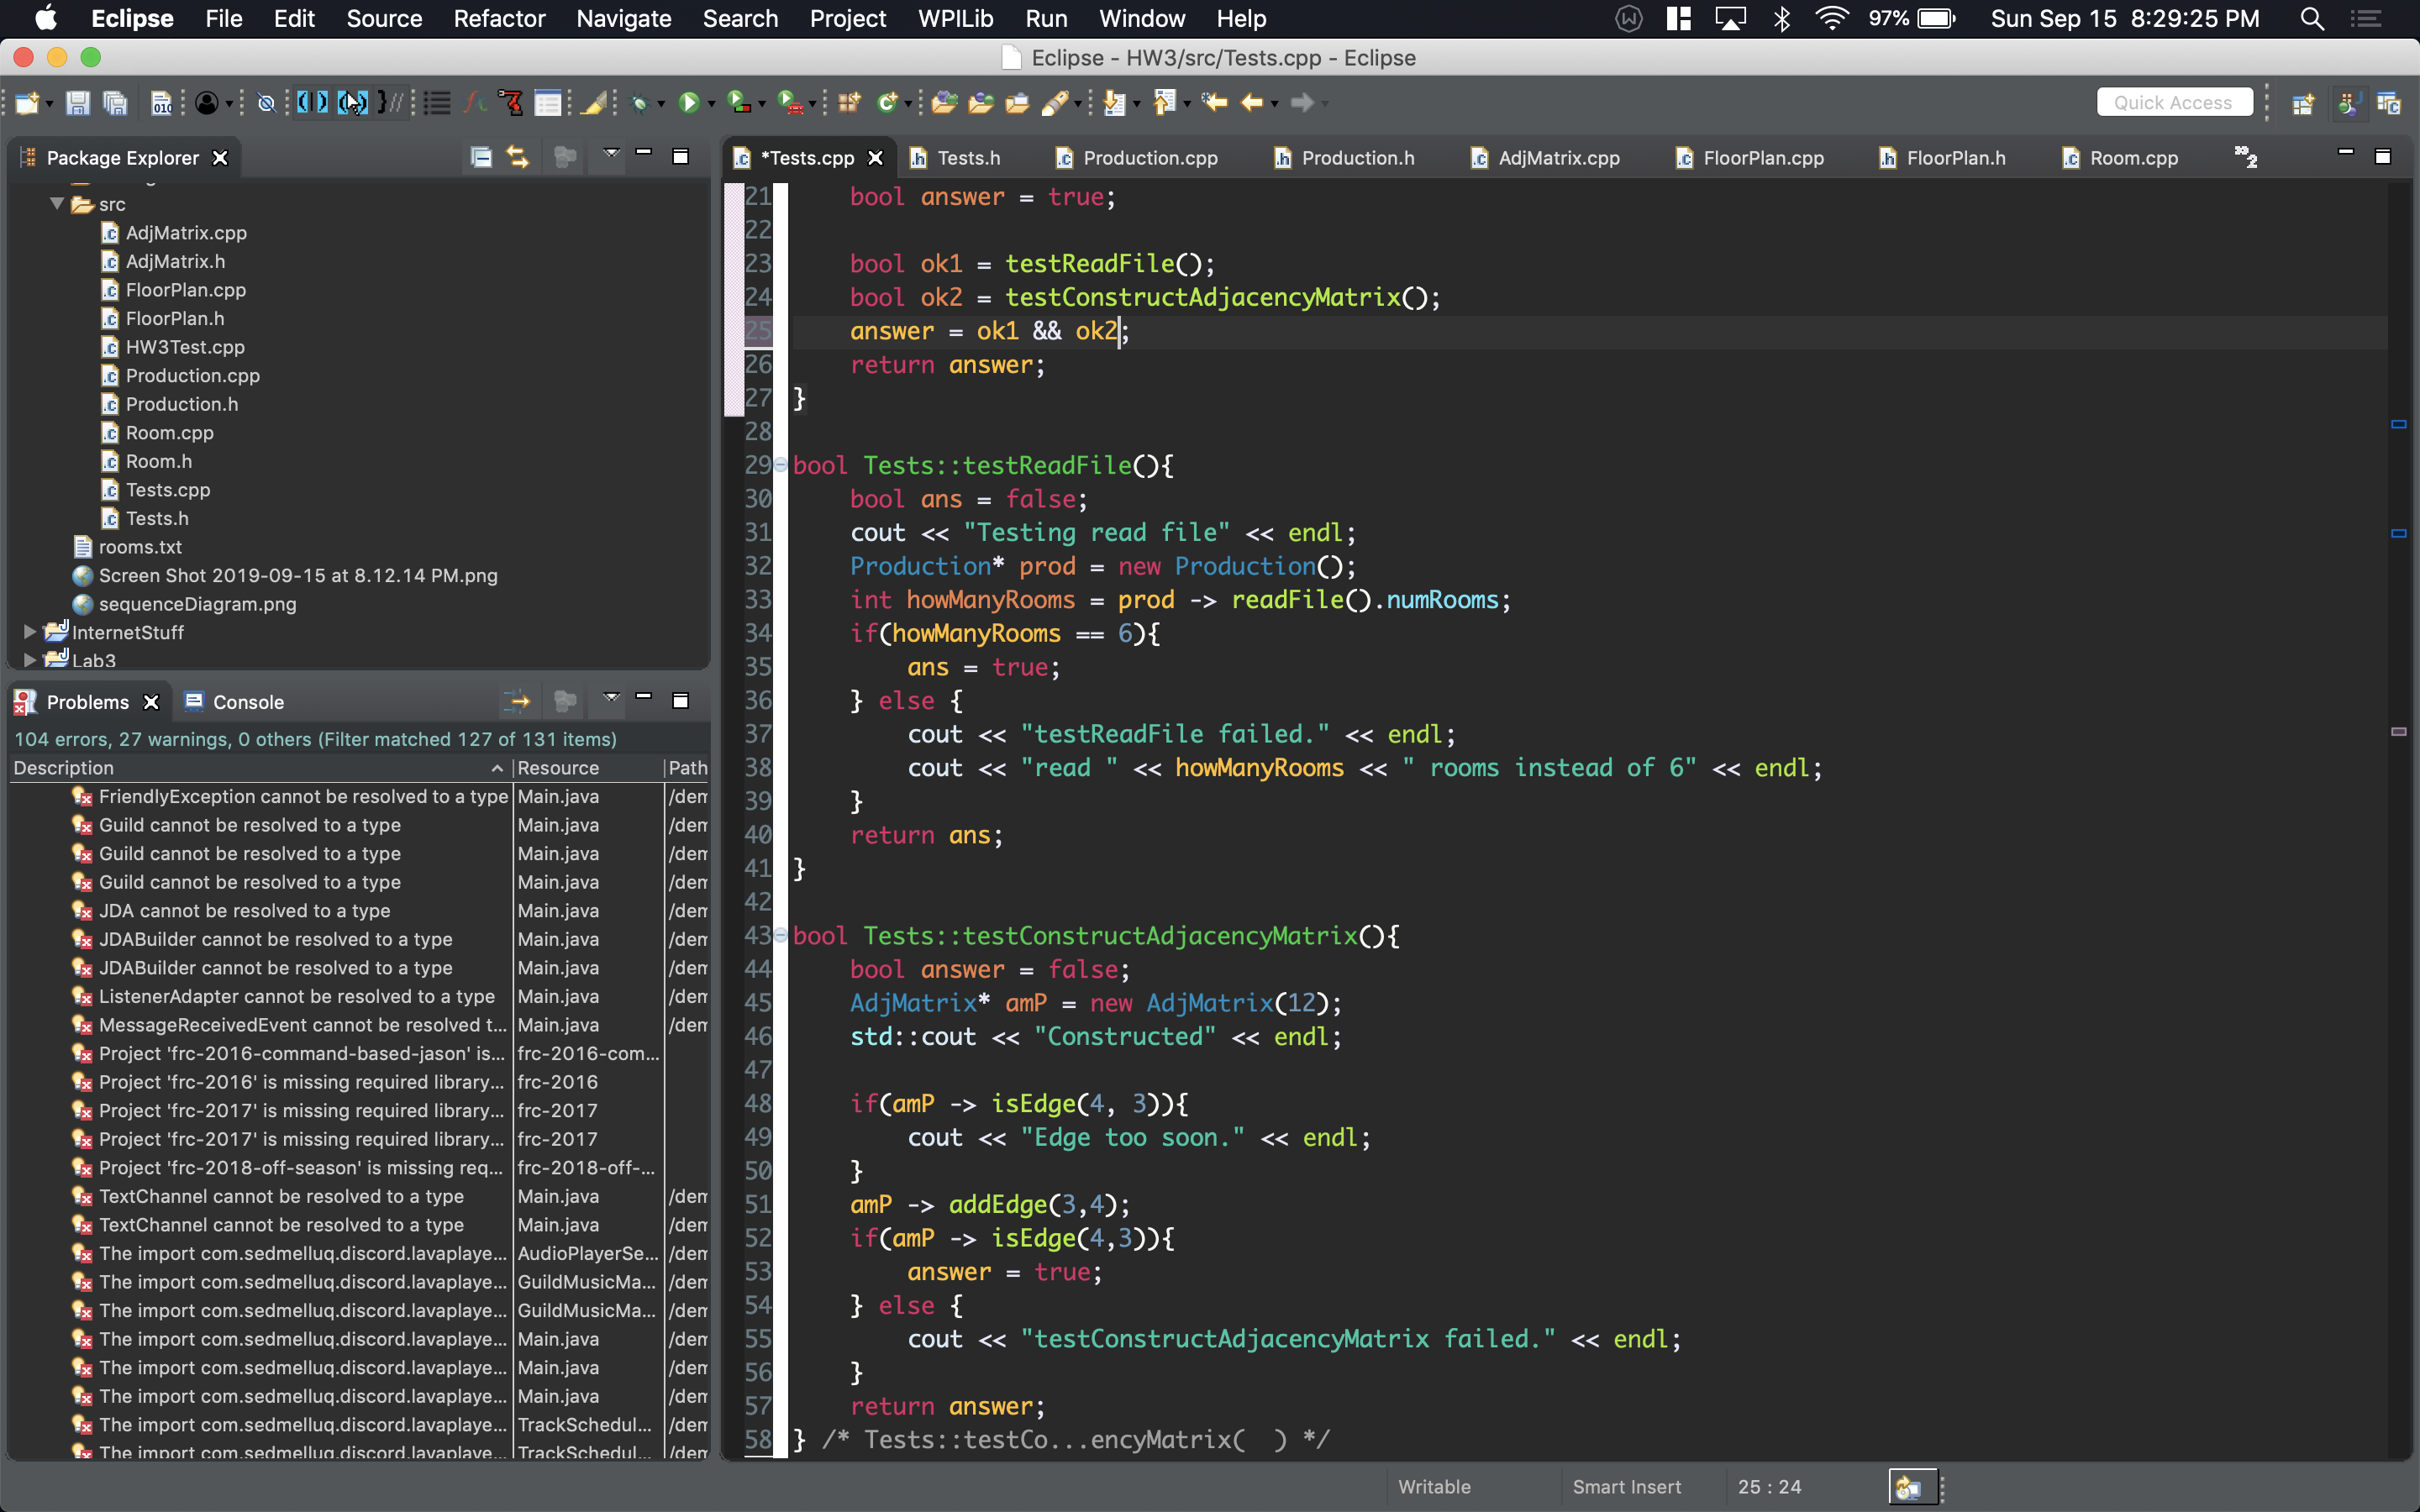 Eclipse File Edit Source Refactor Navigate Search Project WPILib Run Window Help 97% Sun Sep 15 8:29:25 PM
Eclipse - HW3/src/Tests.cpp - Eclipse
Quick Access
Package Explorer
src
AdjMatrix.cpp
AdjMatrix.h
FloorPlan.cpp
FloorPlan.h
HW3Test.cpp
Production.cpp
Production.h
Room.cpp
Room.h
Tests.cpp
Tests.h
rooms.txt
Screen Shot 2019-09-15 at 8.12.14 PM.png
sequenceDiagram.png
InternetStuff
Lab3
Problems Console
104 errors, 27 warnings, 0 others (Filter matched 127 of 131 items)
Description Resource Path
FriendlyException cannot be resolved to a type Main.java /dem
Guild cannot be resolved to a type Main.java /dem
Guild cannot be resolved to a type Main.java /dem
Guild cannot be resolved to a type Main.java /dem
JDA cannot be resolved to a type Main.java /dem
JDABuilder cannot be resolved to a type Main.java /dem
JDABuilder cannot be resolved to a type Main.java /dem
ListenerAdapter cannot be resolved to a type Main.java /dem
MessageReceivedEvent cannot be resolved t... Main.java /dem
Project 'frc-2016-command-based-jason' is... frc-2016-com...
Project 'frc-2016' is missing required library... frc-2016
Project 'frc-2017' is missing required library... frc-2017
Project 'frc-2017' is missing required library... frc-2017
Project 'frc-2018-off-season' is missing req... frc-2018-off-...
TextChannel cannot be resolved to a type Main.java /dem
TextChannel cannot be resolved to a type Main.java /dem
The import com.sedmelluq.discord.lavaplaye... AudioPlayerSe... /dem
The import com.sedmelluq.discord.lavaplaye... GuildMusicMa... /dem
The import com.sedmelluq.discord.lavaplaye... GuildMusicMa... /dem
The import com.sedmelluq.discord.lavaplaye... Main.java /dem
The import com.sedmelluq.discord.lavaplaye... Main.java /dem
The import com.sedmelluq.discord.lavaplaye... Main.java /dem
The import com.sedmelluq.discord.lavaplaye... TrackSchedul... /dem
The import com.sedmelluq.discord.lavaplaye... TrackSchedul... /dem
*Tests.cpp Tests.h Production.cpp Production.h AdjMatrix.cpp FloorPlan.cpp FloorPlan.h Room.cpp 2
21 bool answer = true;
22
23 bool ok1 = testReadFile();
24 bool ok2 = testConstructAdjacencyMatrix();
25 answer = ok1 && ok2;
26 return answer;
27 }
28
29 bool Tests::testReadFile(){
30 bool ans = false;
31 cout << "Testing read file" << endl;
32 Production* prod = new Production();
33 int howManyRooms = prod -> readFile().numRooms;
34 if(howManyRooms == 6){
35 ans = true;
36 } else {
37 cout << "testReadFile failed." << endl;
38 cout << "read " << howManyRooms << " rooms instead of 6" << endl;
39 }
40 return ans;
41 }
42
43 bool Tests::testConstructAdjacencyMatrix(){
44 bool answer = false;
45 AdjMatrix* amP = new AdjMatrix(12);
46 std::cout << "Constructed" << endl;
47
48 if(amP -> isEdge(4, 3)){
49 cout << "Edge too soon." << endl;
50 }
51 amP -> addEdge(3,4);
52 if(amP -> isEdge(4,3)){
53 answer = true;
54 } else {
55 cout << "testConstructAdjacencyMatrix failed." << endl;
56 }
57 return answer;
58 } /* Tests::testCo...encyMatrix( ) */
Writable Smart Insert 25 : 24